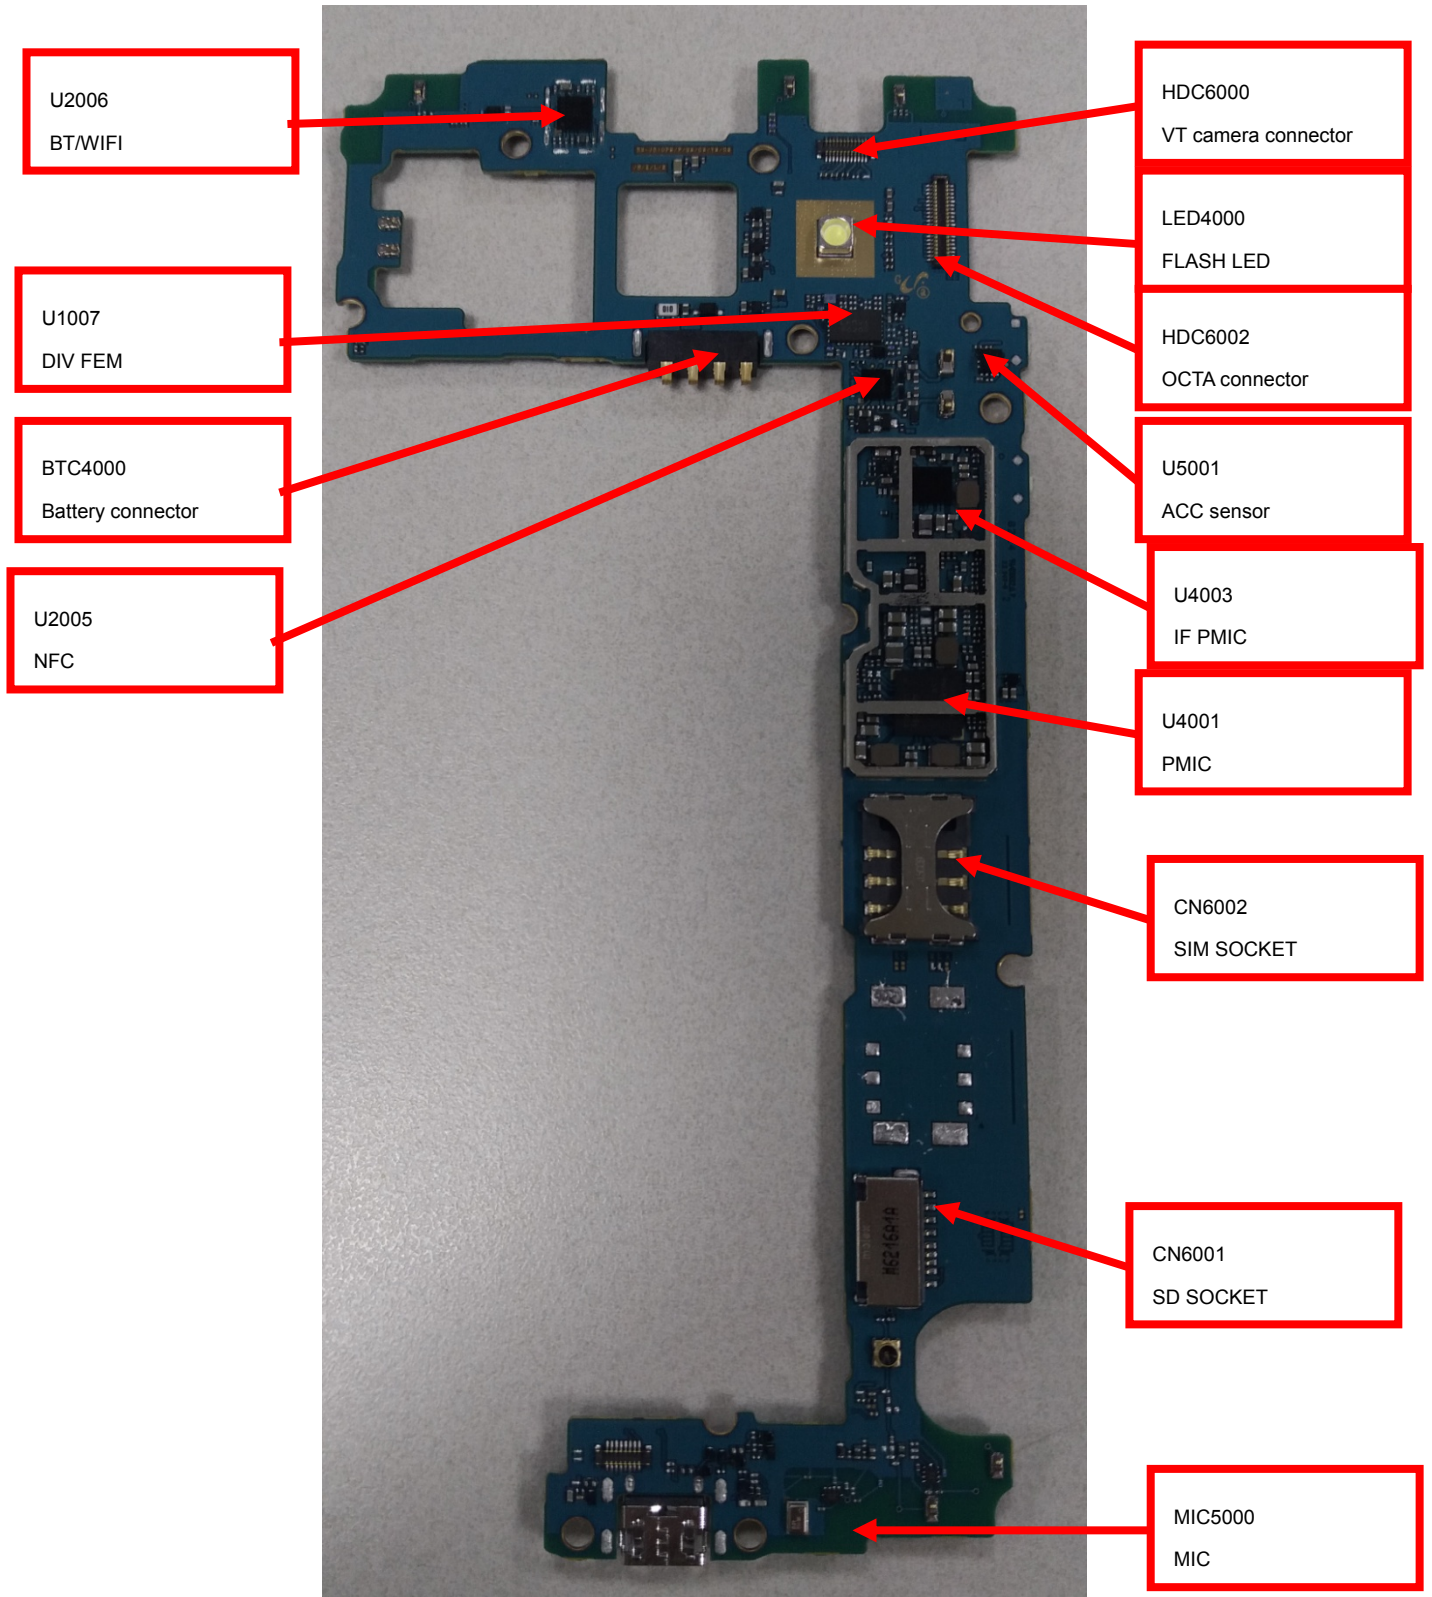 U2006
BT/WIFI
U1007
DIV FEM
BTC4000
Battery connector
U2005
NFC
HDC6000
VT camera connector
LED4000
FLASH LED
HDC6002
OCTA connector
U5001
ACC sensor
U4003
IF PMIC
U4001
PMIC
CN6002
SIM SOCKET
H6216A1A
CN6001
SD SOCKET
MIC5000
MIC